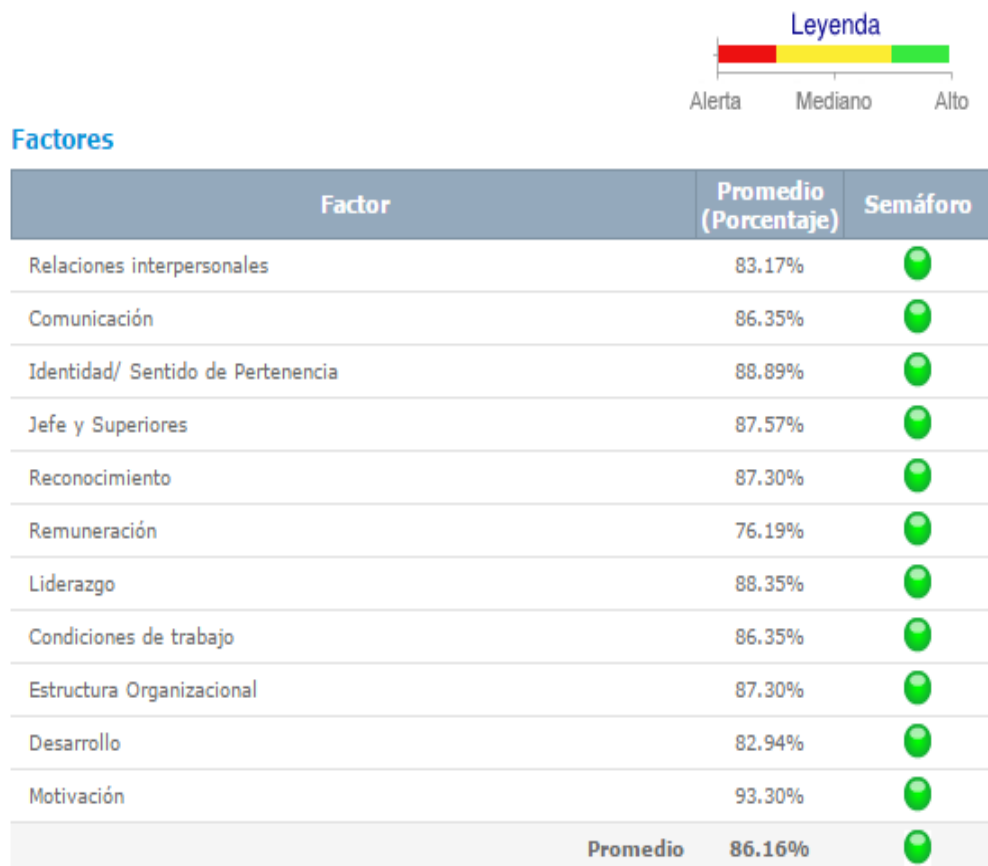 Leyenda
Alerta Mediano Alto
Factores
Factor Promedio (Porcentaje) Semáforo
Relaciones interpersonales 83.17%
Comunicación 86.35%
Identidad/ Sentido de Pertenencia 88.89%
Jefe y Superiores 87.57%
Reconocimiento 87.30%
Remuneración 76.19%
Liderazgo 88.35%
Condiciones de trabajo 86.35%
Estructura Organizacional 87.30%
Desarrollo 82.94%
Motivación 93.30%
Promedio 86.16%